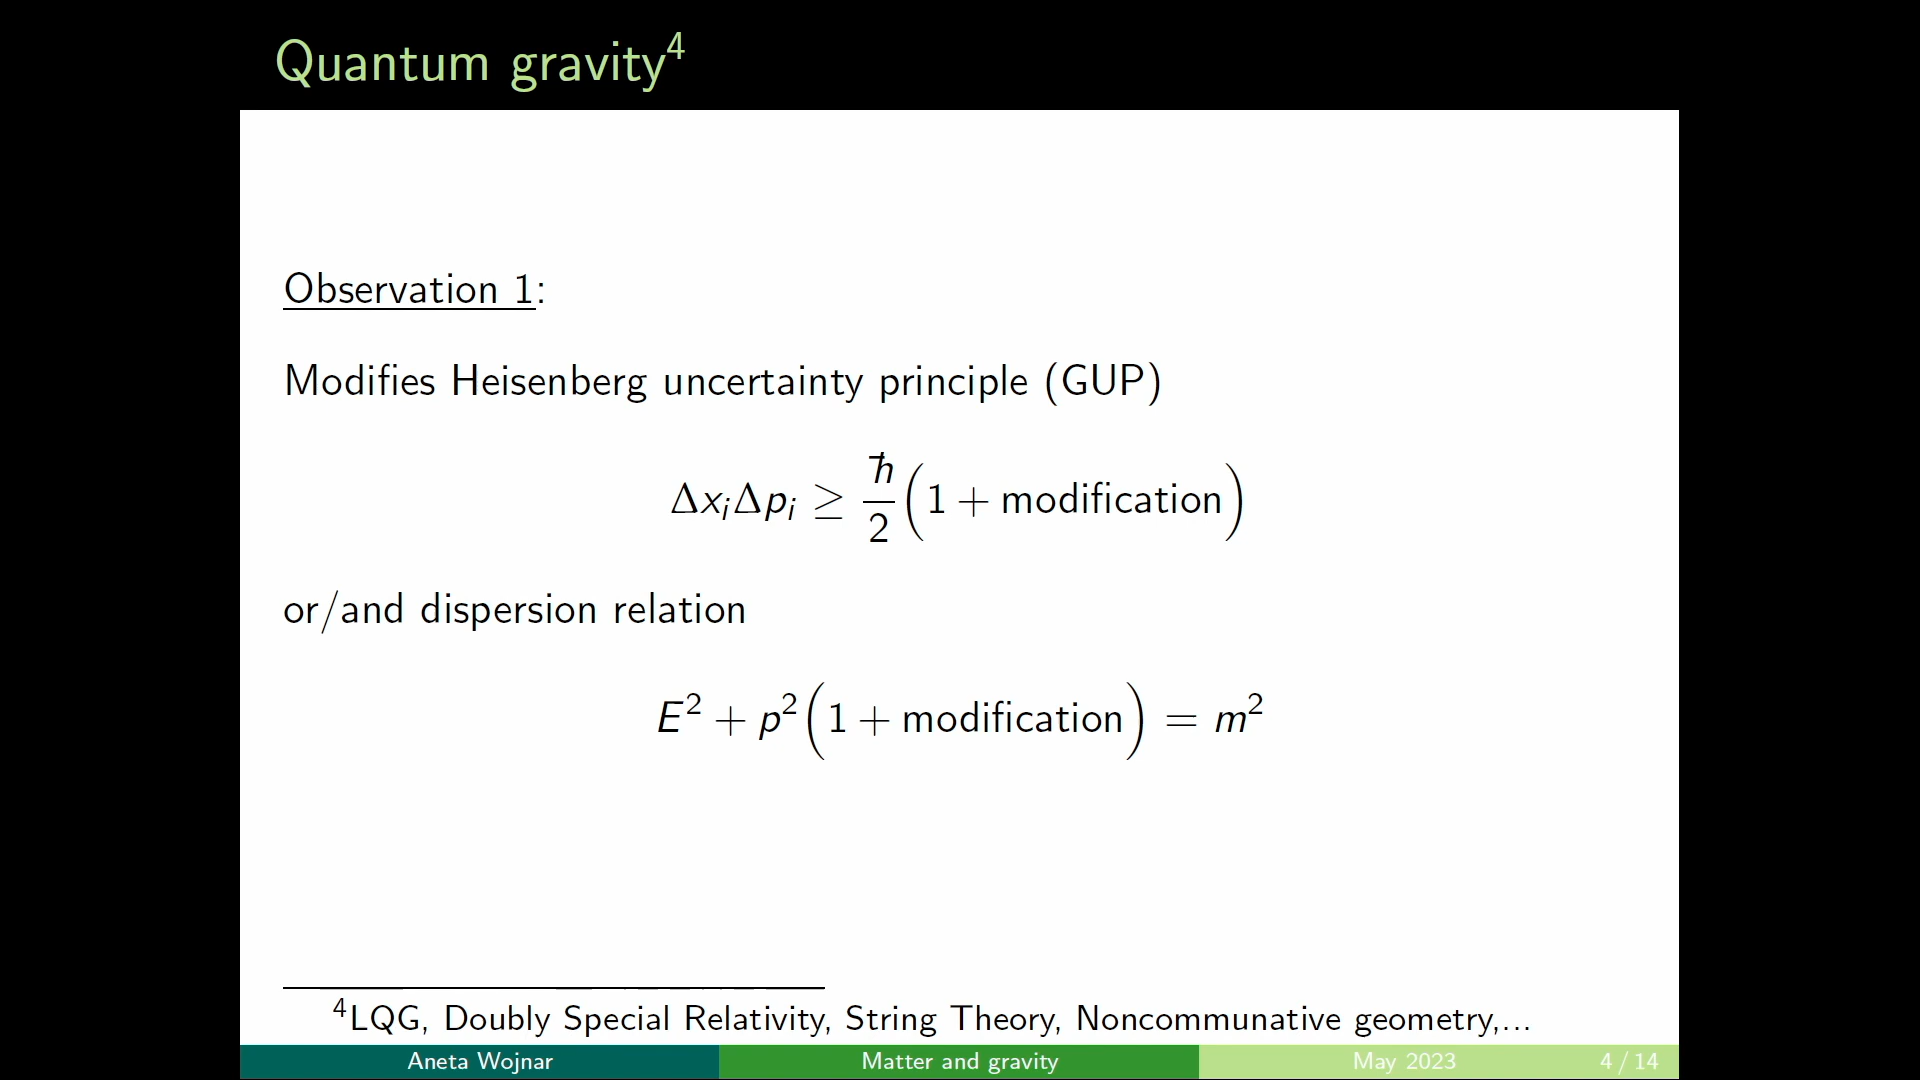 Quantum gravity⁴
Observation 1:
Modifies Heisenberg uncertainty principle (GUP)
Δxᵢ Δpᵢ ≥ ħ/2 (1 + modification)
or/and dispersion relation
E² + p² (1 + modification) = m²
⁴LQG, Doubly Special Relativity, String Theory, Noncommunative geometry,...
Aneta Wojnar Matter and gravity May 2023 4 / 14